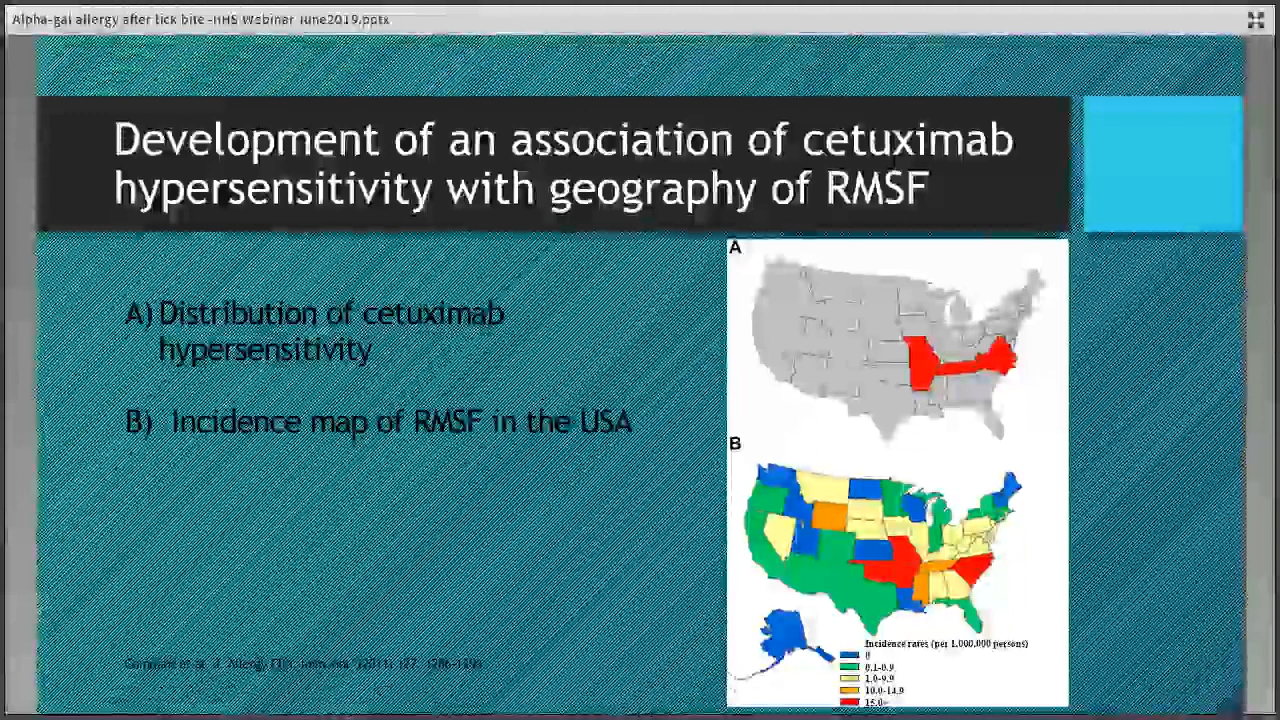 Alpha-gal allergy after tick bite -HHS Webinar June2019.pptx
Development of an association of cetuximab
hypersensitivity with geography of RMSF
A) Distribution of cetuximab
hypersensitivity
B) Incidence map of RMSF in the USA
A
B
Incidence rates (per 1,000,000 persons)
0
0.1-0.9
1.0-9.9
10.0-14.9
15.0+